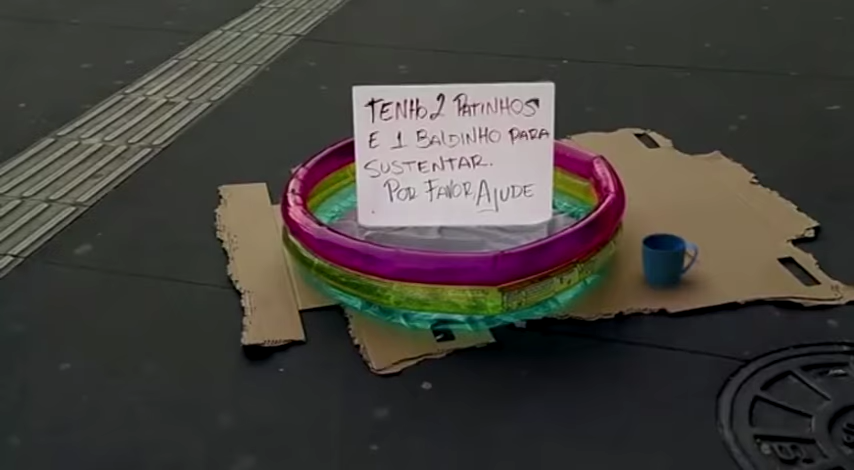 TENHO 2 PATINHOS
E 1 BALDINHO PARA
SUSTENTAR.
POR FAVOR, AJUDE